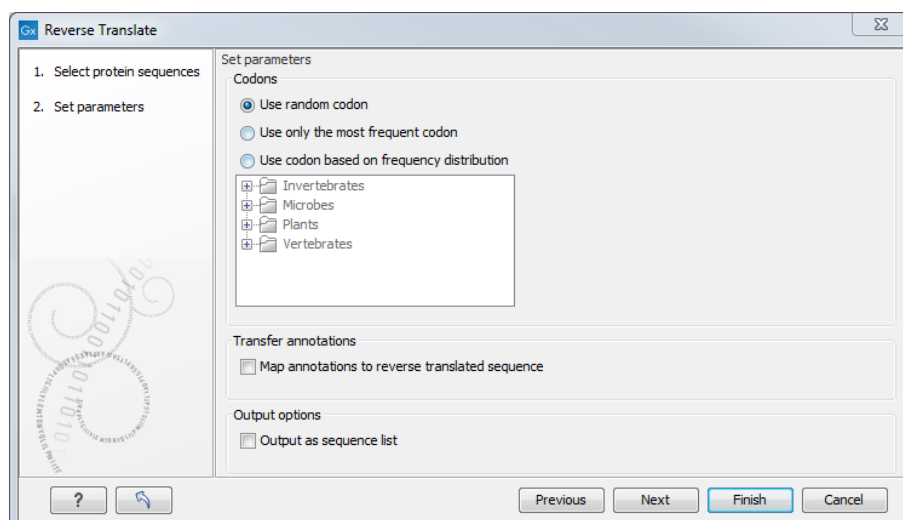 Gx Reverse Translate
1. Select protein sequences
2. Set parameters
Set parameters
Codons
Use random codon
Use only the most frequent codon
Use codon based on frequency distribution
Invertebrates
Microbes
Plants
Vertebrates
Transfer annotations
Map annotations to reverse translated sequence
Output options
Output as sequence list
?
Previous
Next
Finish
Cancel